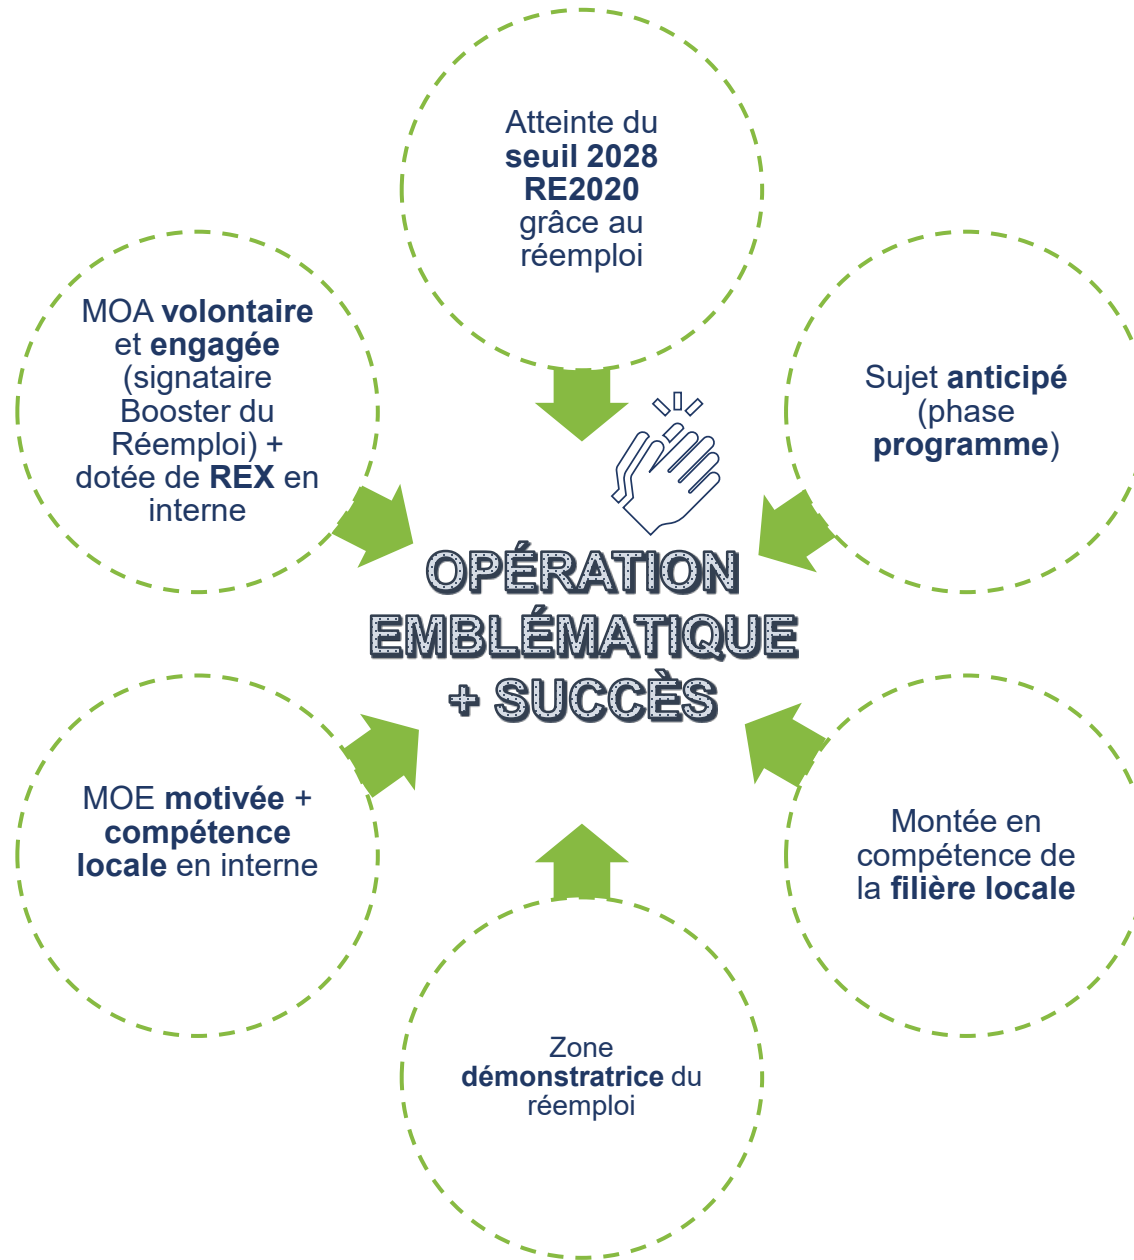 Atteinte du
seuil 2028
RE2020
grâce au
réemploi
MOA volontaire
et engagée
(signataire
Booster du
Réemploi) +
dotée de REX en
interne
Sujet anticipé
(phase
programme)
OPÉRATION
EMBLÉMATIQUE
+ SUCCÈS
MOE motivée +
compétence
locale en interne
Montée en
compétence de
la filière locale
Zone
démonstratrice du
réemploi